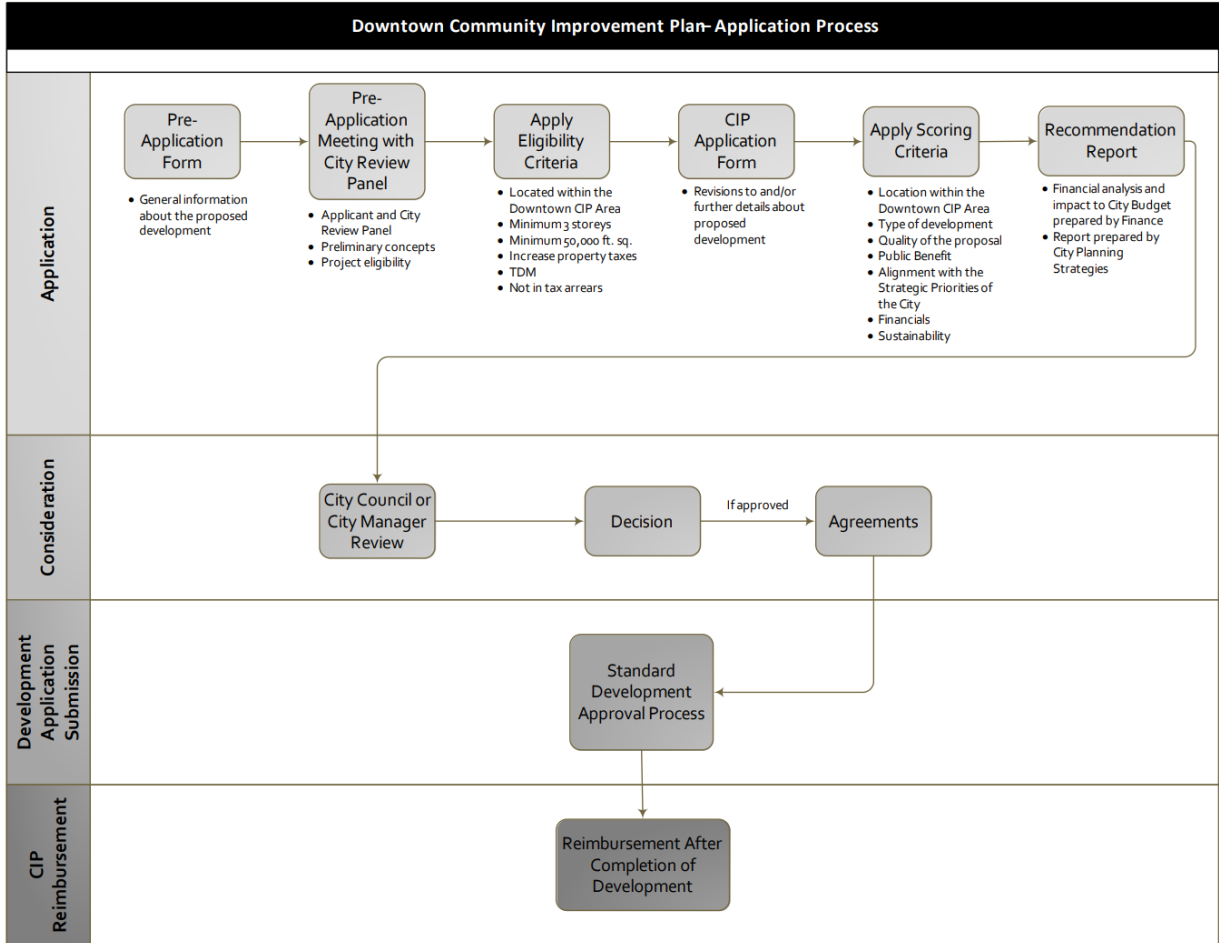 Downtown Community Improvement Plan– Application Process
Application
Pre-
Application
Form
• General information
about the proposed
development
Pre-
Application
Meeting with
City Review
Panel
• Applicant and City
Review Panel
• Preliminary concepts
• Project eligibility
Apply
Eligibility
Criteria
• Located within the
Downtown CIP Area
• Minimum 3 storeys
• Minimum 50,000 ft. sq.
• Increase property taxes
• TDM
• Not in tax arrears
CIP
Application
Form
• Revisions to and/or
further details about
proposed
development
Apply Scoring
Criteria
• Location within the
Downtown CIP Area
• Type of development
• Quality of the proposal
• Public Benefit
• Alignment with the
Strategic Priorities of
the City
• Financials
• Sustainability
Recommendation
Report
• Financial analysis and
impact to City Budget
prepared by Finance
• Report prepared by
City Planning
Strategies
Consideration
City Council or
City Manager
Review
Decision
If approved
Agreements
Development
Application
Submission
Standard
Development
Approval Process
CIP
Reimbursement
Reimbursement After
Completion of
Development